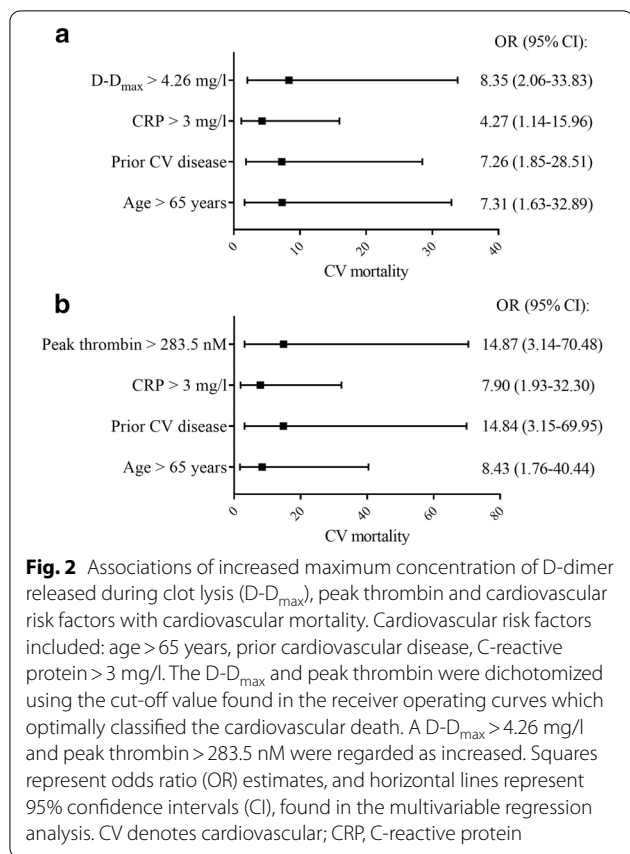 a
OR (95% CI):
D-Dmax > 4.26 mg/l 8.35 (2.06-33.83)
CRP > 3 mg/l 4.27 (1.14-15.96)
Prior CV disease 7.26 (1.85-28.51)
Age > 65 years 7.31 (1.63-32.89)
0 10 20 30 40
CV mortality
b
OR (95% CI):
Peak thrombin > 283.5 nM 14.87 (3.14-70.48)
CRP > 3 mg/l 7.90 (1.93-32.30)
Prior CV disease 14.84 (3.15-69.95)
Age > 65 years 8.43 (1.76-40.44)
0 20 40 60 80
CV mortality
Fig. 2 Associations of increased maximum concentration of D-dimer
released during clot lysis (D-Dmax), peak thrombin and cardiovascular
risk factors with cardiovascular mortality. Cardiovascular risk factors
included: age > 65 years, prior cardiovascular disease, C-reactive
protein > 3 mg/l. The D-Dmax and peak thrombin were dichotomized
using the cut-off value found in the receiver operating curves which
optimally classified the cardiovascular death. A D-Dmax > 4.26 mg/l
and peak thrombin > 283.5 nM were regarded as increased. Squares
represent odds ratio (OR) estimates, and horizontal lines represent
95% confidence intervals (CI), found in the multivariable regression
analysis. CV denotes cardiovascular; CRP, C-reactive protein